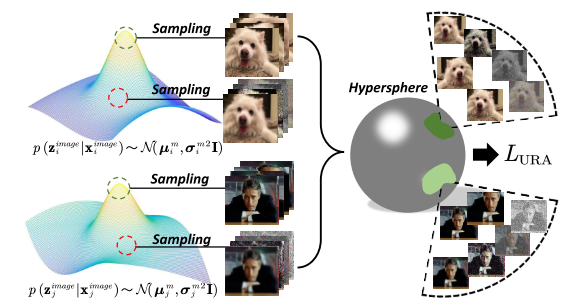 Sampling
Sampling
Hypersphere
p (z_i^{image}|x_i^{image}) ∼ N(μ_i^m, σ_i^{m2}I)
L_URA
Sampling
Sampling
p (z_j^{image}|x_j^{image}) ∼ N(μ_j^m, σ_j^{m2}I)